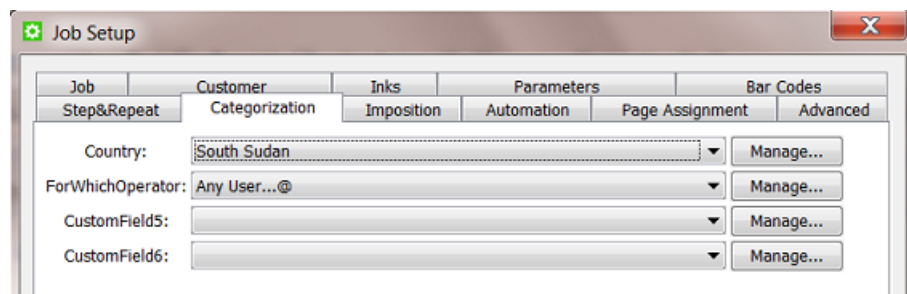 Job Setup
Job Customer Inks Parameters Bar Codes
Step&Repeat Categorization Imposition Automation Page Assignment Advanced
Country: South Sudan Manage...
ForWhichOperator: Any User...@ Manage...
CustomField5: Manage...
CustomField6: Manage...